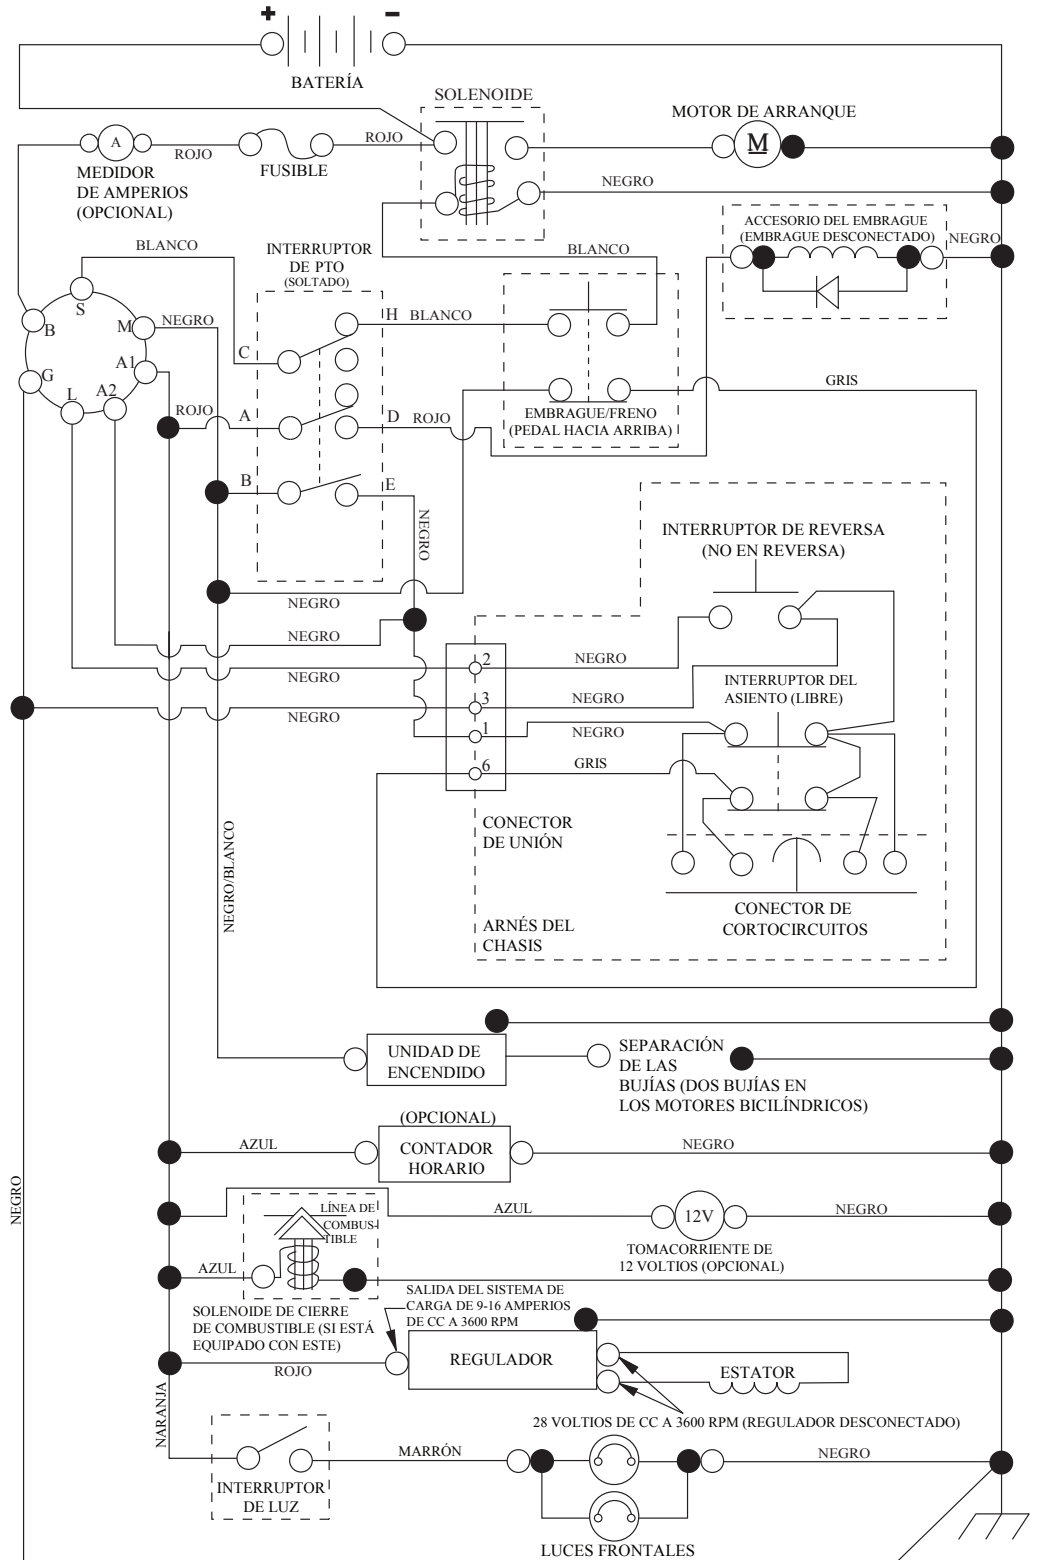 + −
BATERÍA
SOLENOIDE
MOTOR DE ARRANQUE
A
ROJO
ROJO
M
MEDIDOR
DE AMPERIOS
(OPCIONAL)
FUSIBLE
NEGRO
ACCESORIO DEL EMBRAGUE
(EMBRAGUE DESCONECTADO)
NEGRO
BLANCO
INTERRUPTOR
DE PTO
(SOLTADO)
BLANCO
S
B
M
NEGRO
H
BLANCO
C
A1
G
L
A2
GRIS
ROJO
A
D
ROJO
EMBRAGUE/FRENO
(PEDAL HACIA ARRIBA)
B
E
NEGRO
INTERRUPTOR DE REVERSA
(NO EN REVERSA)
NEGRO
NEGRO
2
NEGRO
NEGRO
INTERRUPTOR DEL
ASIENTO (LIBRE)
3
NEGRO
NEGRO
1
NEGRO
6
GRIS
CONECTOR
DE UNIÓN
NEGRO/BLANCO
CONECTOR DE
CORTOCIRCUITOS
ARNÉS DEL
CHASIS
UNIDAD DE
ENCENDIDO
SEPARACIÓN
DE LAS
BUJÍAS (DOS BUJÍAS EN
LOS MOTORES BICILÍNDRICOS)
(OPCIONAL)
AZUL
CONTADOR
HORARIO
NEGRO
NEGRO
LÍNEA DE
COMBUS-
TIBLE
AZUL
12V
NEGRO
TOMACORRIENTE DE
12 VOLTIOS (OPCIONAL)
AZUL
SOLENOIDE DE CIERRE
DE COMBUSTIBLE (SI ESTÁ
EQUIPADO CON ESTE)
SALIDA DEL SISTEMA DE
CARGA DE 9-16 AMPERIOS
DE CC A 3600 RPM
REGULADOR
ROJO
ESTATOR
NARANJA
28 VOLTIOS DE CC A 3600 RPM (REGULADOR DESCONECTADO)
MARRÓN
NEGRO
INTERRUPTOR
DE LUZ
LUCES FRONTALES